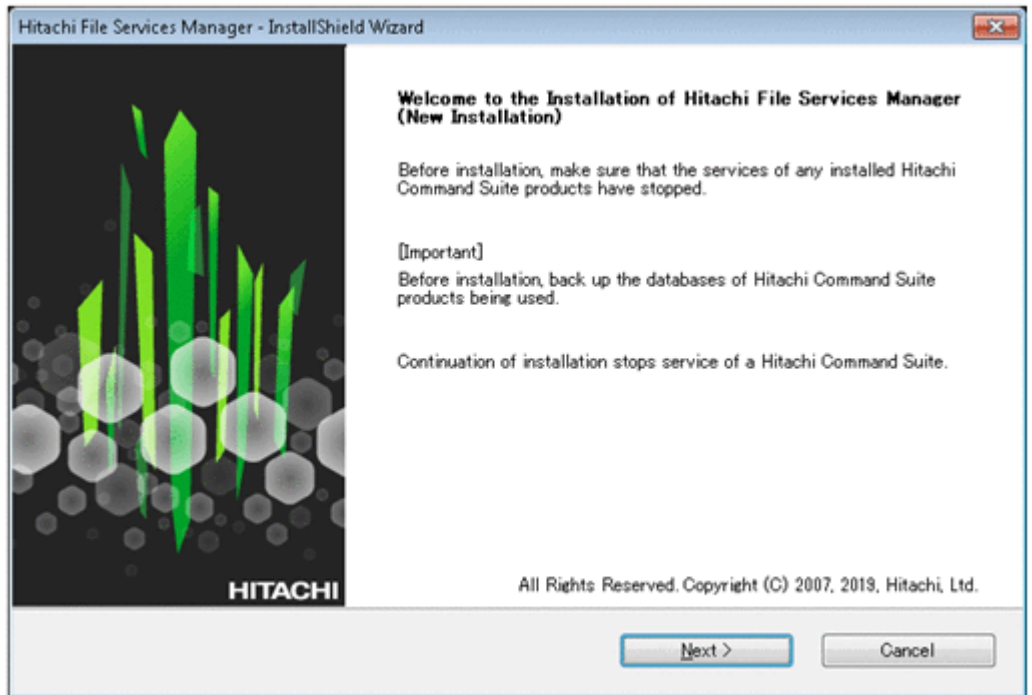 Hitachi File Services Manager - InstallShield Wizard
Welcome to the Installation of Hitachi File Services Manager
(New Installation)
Before installation, make sure that the services of any installed Hitachi
Command Suite products have stopped.
[Important]
Before installation, back up the databases of Hitachi Command Suite
products being used.
Continuation of installation stops service of a Hitachi Command Suite.
HITACHI
All Rights Reserved. Copyright (C) 2007, 2019, Hitachi, Ltd.
Next >
Cancel